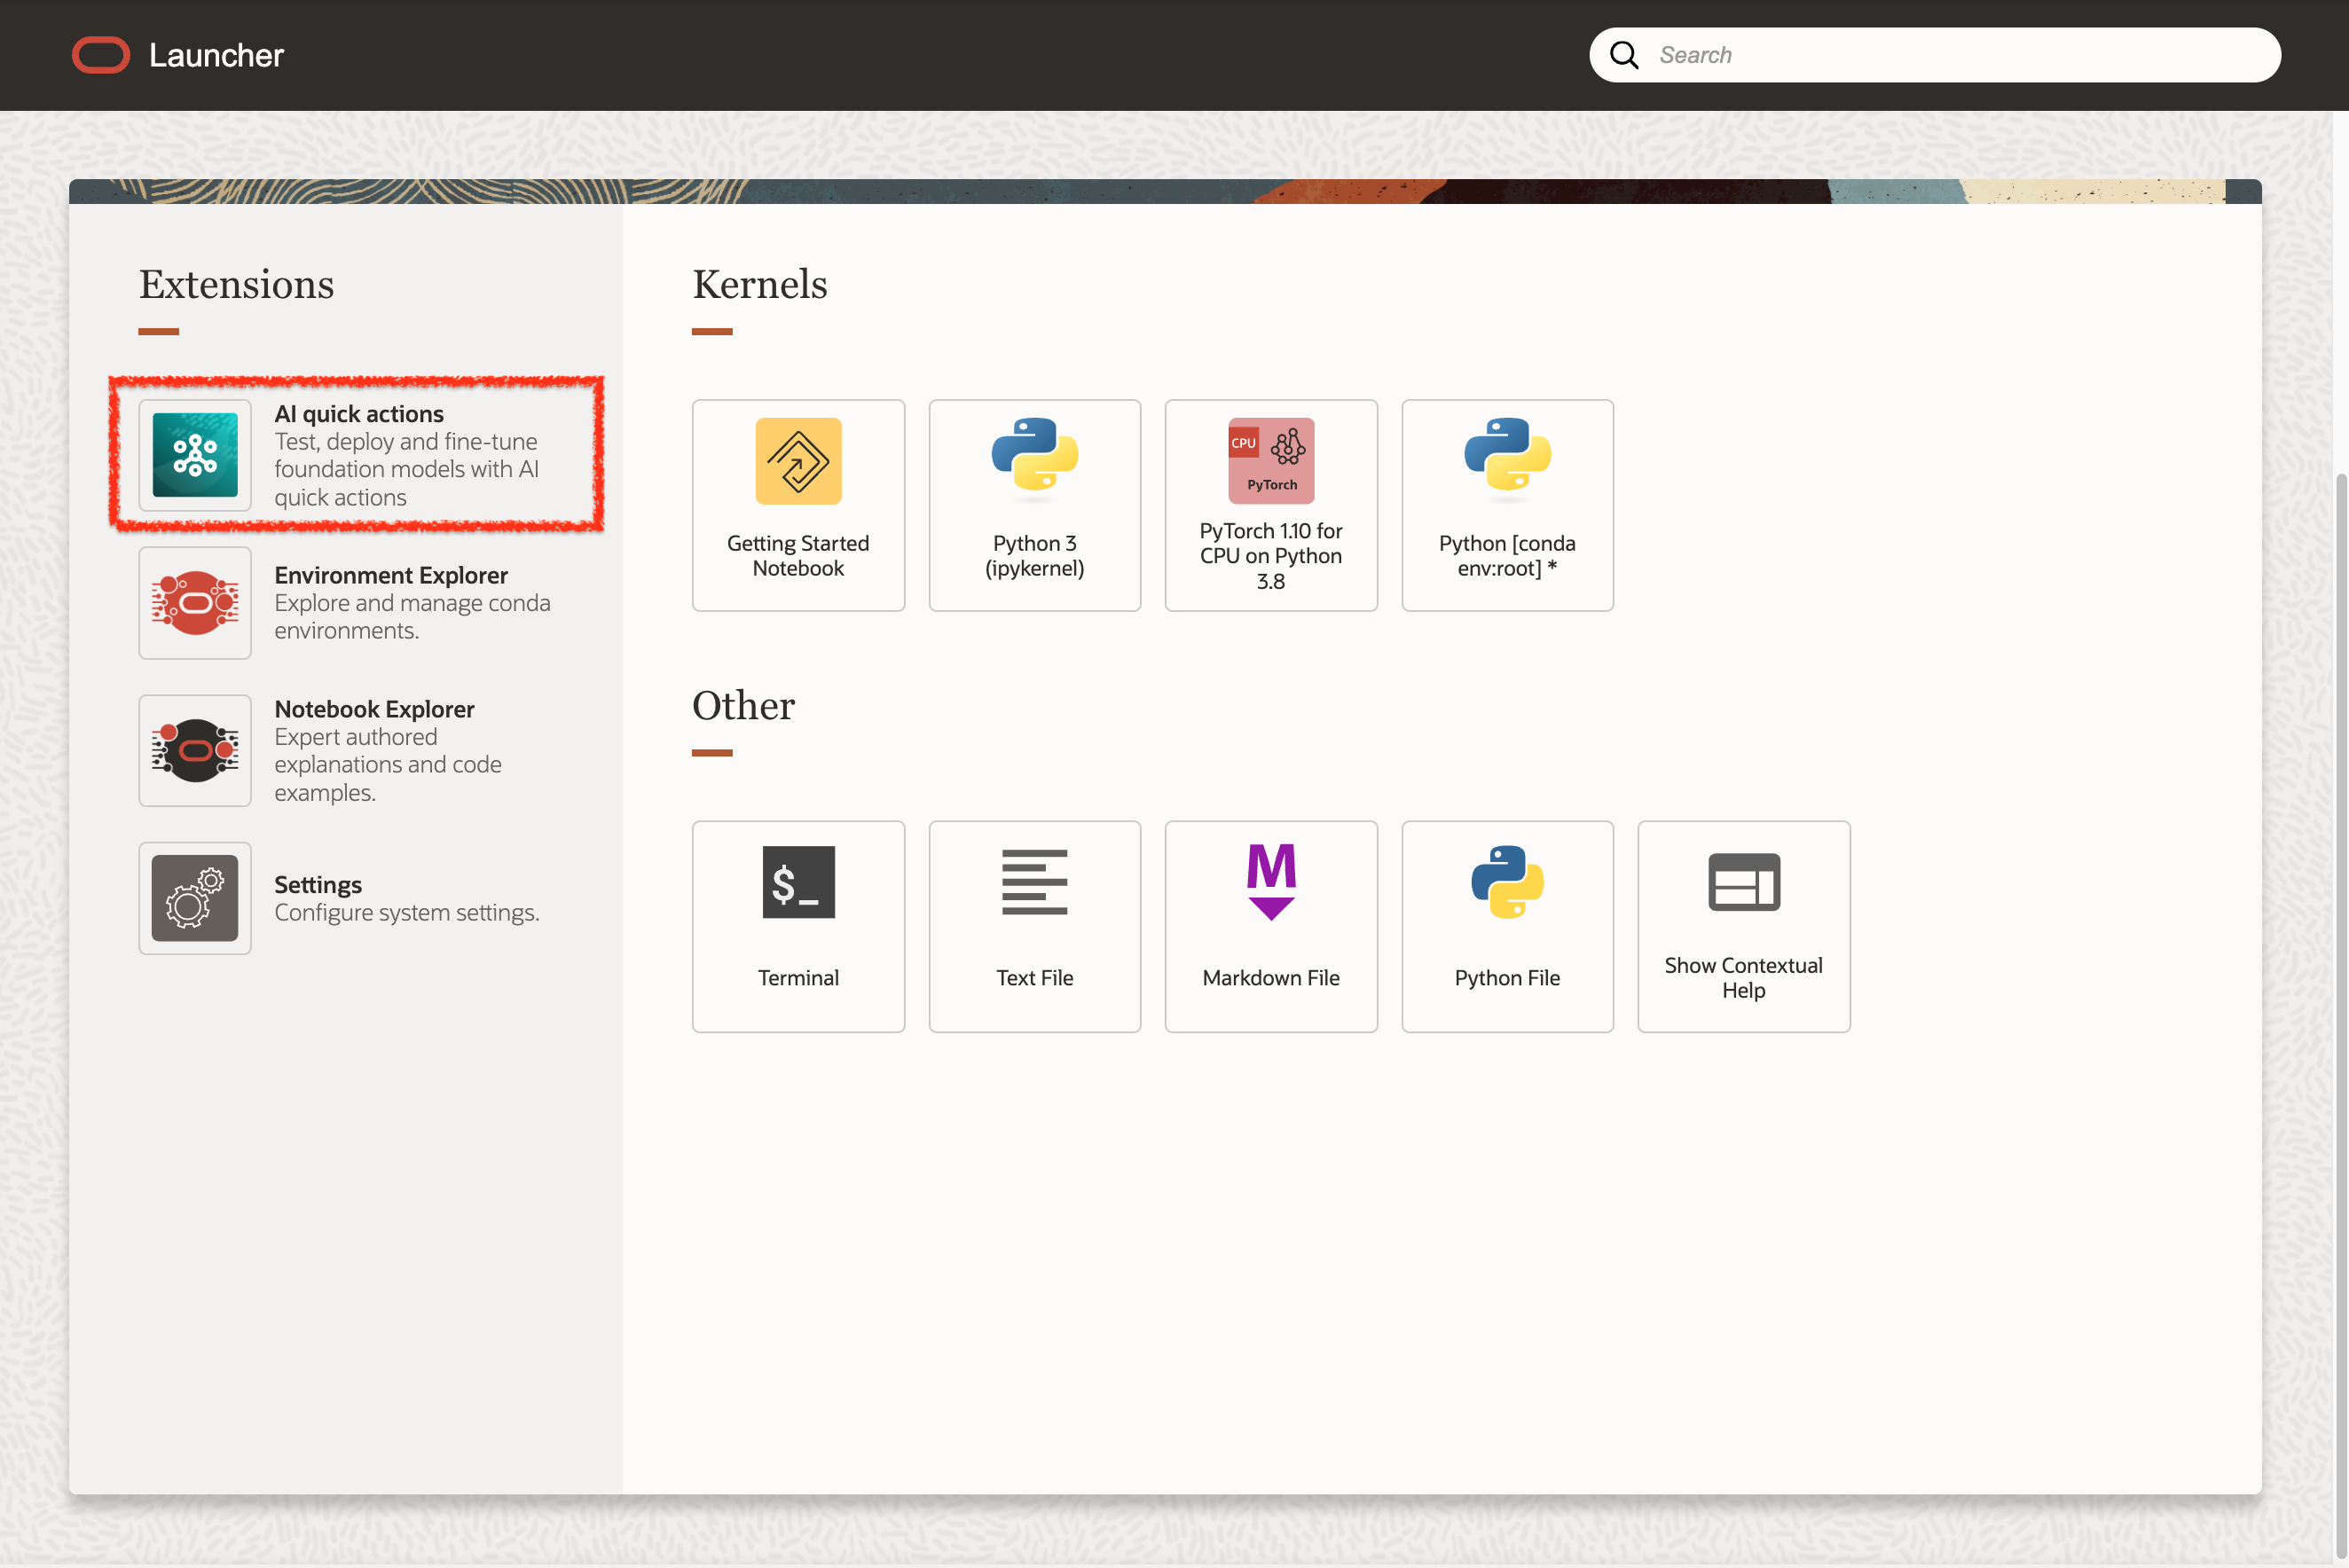 Launcher
Search
Extensions
AI quick actions
Test, deploy and fine-tune
foundation models with AI
quick actions
Environment Explorer
Explore and manage conda
environments.
Notebook Explorer
Expert authored
explanations and code
examples.
Settings
Configure system settings.
Kernels
Getting Started
Notebook
Python 3
(ipykernel)
CPU
PyTorch
PyTorch 1.10 for
CPU on Python
3.8
Python [conda
env:root] *
Other
$_
Terminal
Text File
M
Markdown File
Python File
Show Contextual
Help